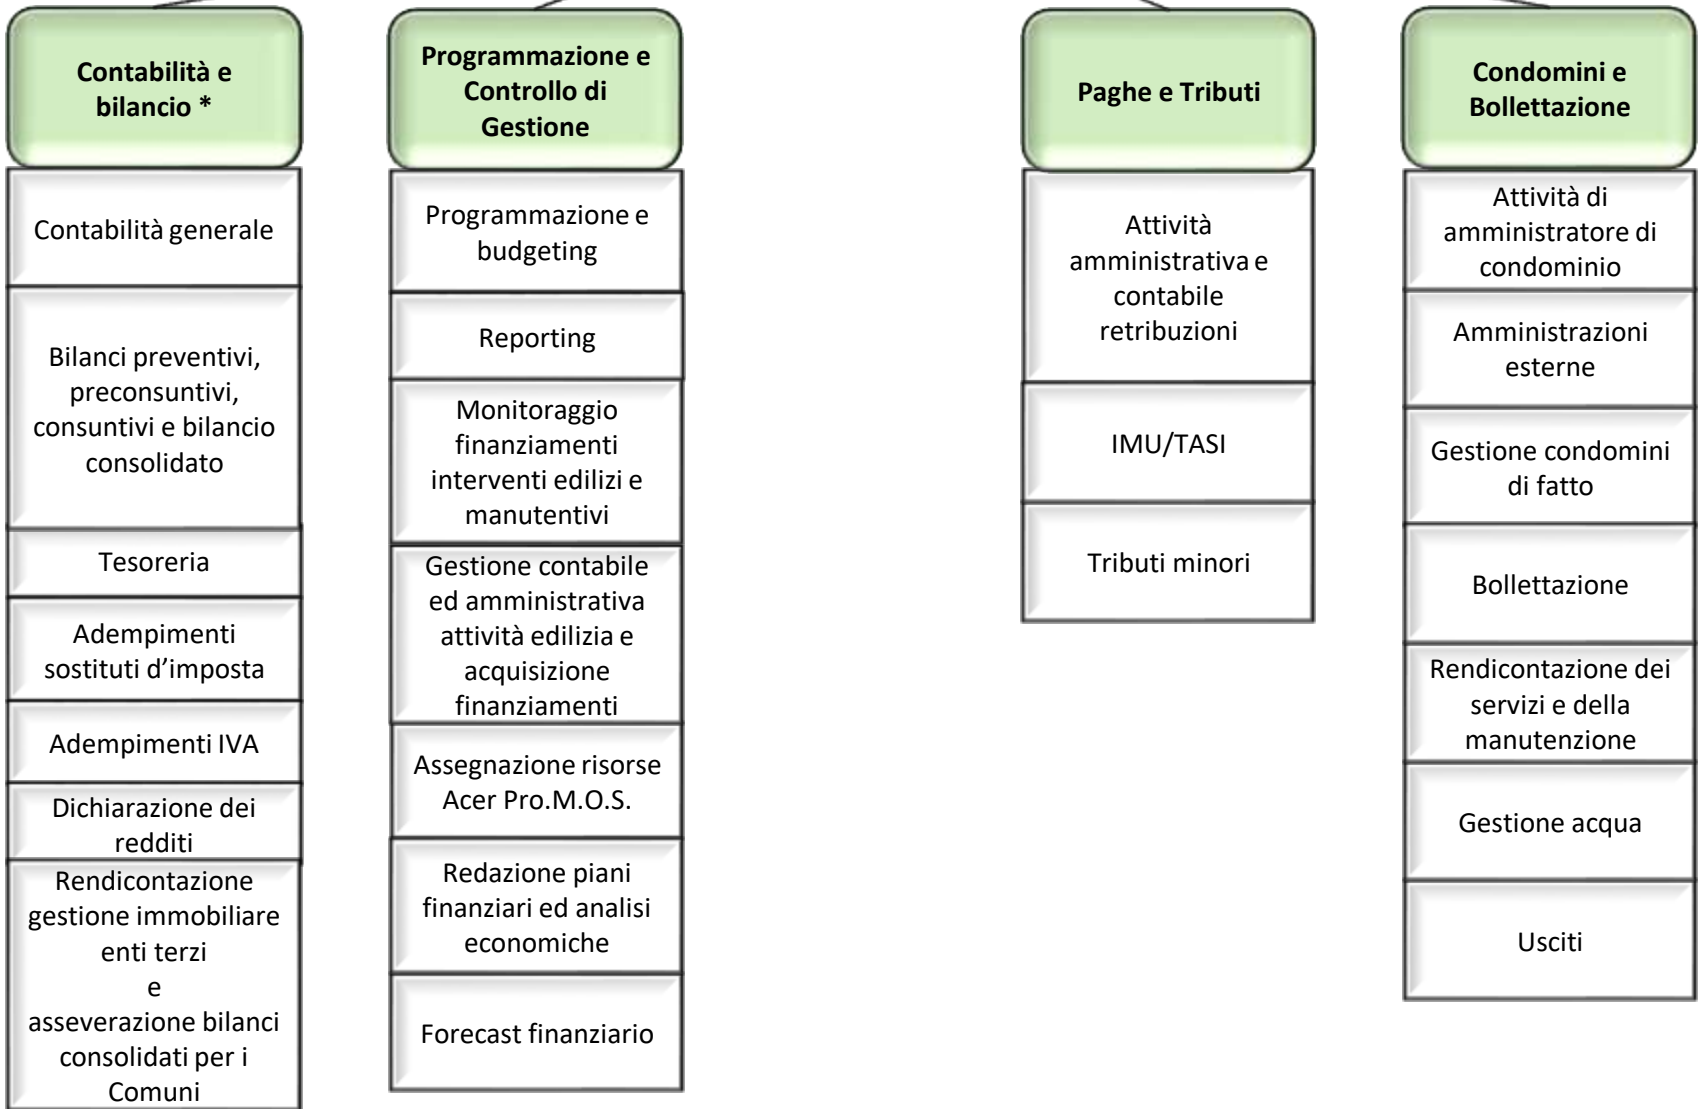 Contabilità e
bilancio *
Contabilità generale
Bilanci preventivi,
preconsuntivi,
consuntivi e bilancio
consolidato
Tesoreria
Adempimenti
sostituti d’imposta
Adempimenti IVA
Dichiarazione dei
redditi
Rendicontazione
gestione immobiliare
enti terzi
e
asseverazione bilanci
consolidati per i
Comuni
Programmazione e
Controllo di
Gestione
Programmazione e
budgeting
Reporting
Monitoraggio
finanziamenti
interventi edilizi e
manutentivi
Gestione contabile
ed amministrativa
attività edilizia e
acquisizione
finanziamenti
Assegnazione risorse
Acer Pro.M.O.S.
Redazione piani
finanziari ed analisi
economiche
Forecast finanziario
Paghe e Tributi
Attività
amministrativa e
contabile
retribuzioni
IMU/TASI
Tributi minori
Condomini e
Bollettazione
Attività di
amministratore di
condominio
Amministrazioni
esterne
Gestione condomini
di fatto
Bollettazione
Rendicontazione dei
servizi e della
manutenzione
Gestione acqua
Usciti